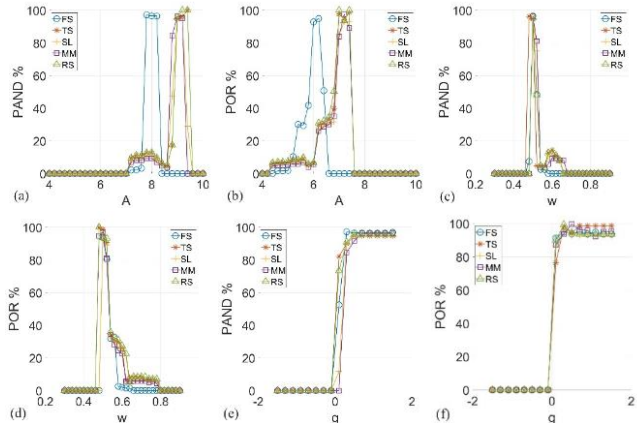 100
80
60
40
20
0
PAND %
FS
TS
SL
MM
RS
4 6 8 10
A
(a)
100
80
60
40
20
0
POR %
FS
TS
SL
MM
RS
4 6 8 10
A
(b)
100
80
60
40
20
0
PAND %
FS
TS
SL
MM
RS
0.2 0.4 0.6 0.8
w
(c)
100
80
60
40
20
0
POR %
FS
TS
SL
MM
RS
0.2 0.4 0.6 0.8
w
(d)
100
80
60
40
20
0
PAND %
FS
TS
SL
MM
RS
-2 0 2
g
(e)
100
80
60
40
20
0
POR %
FS
TS
SL
MM
RS
-2 0 2
g
(f)